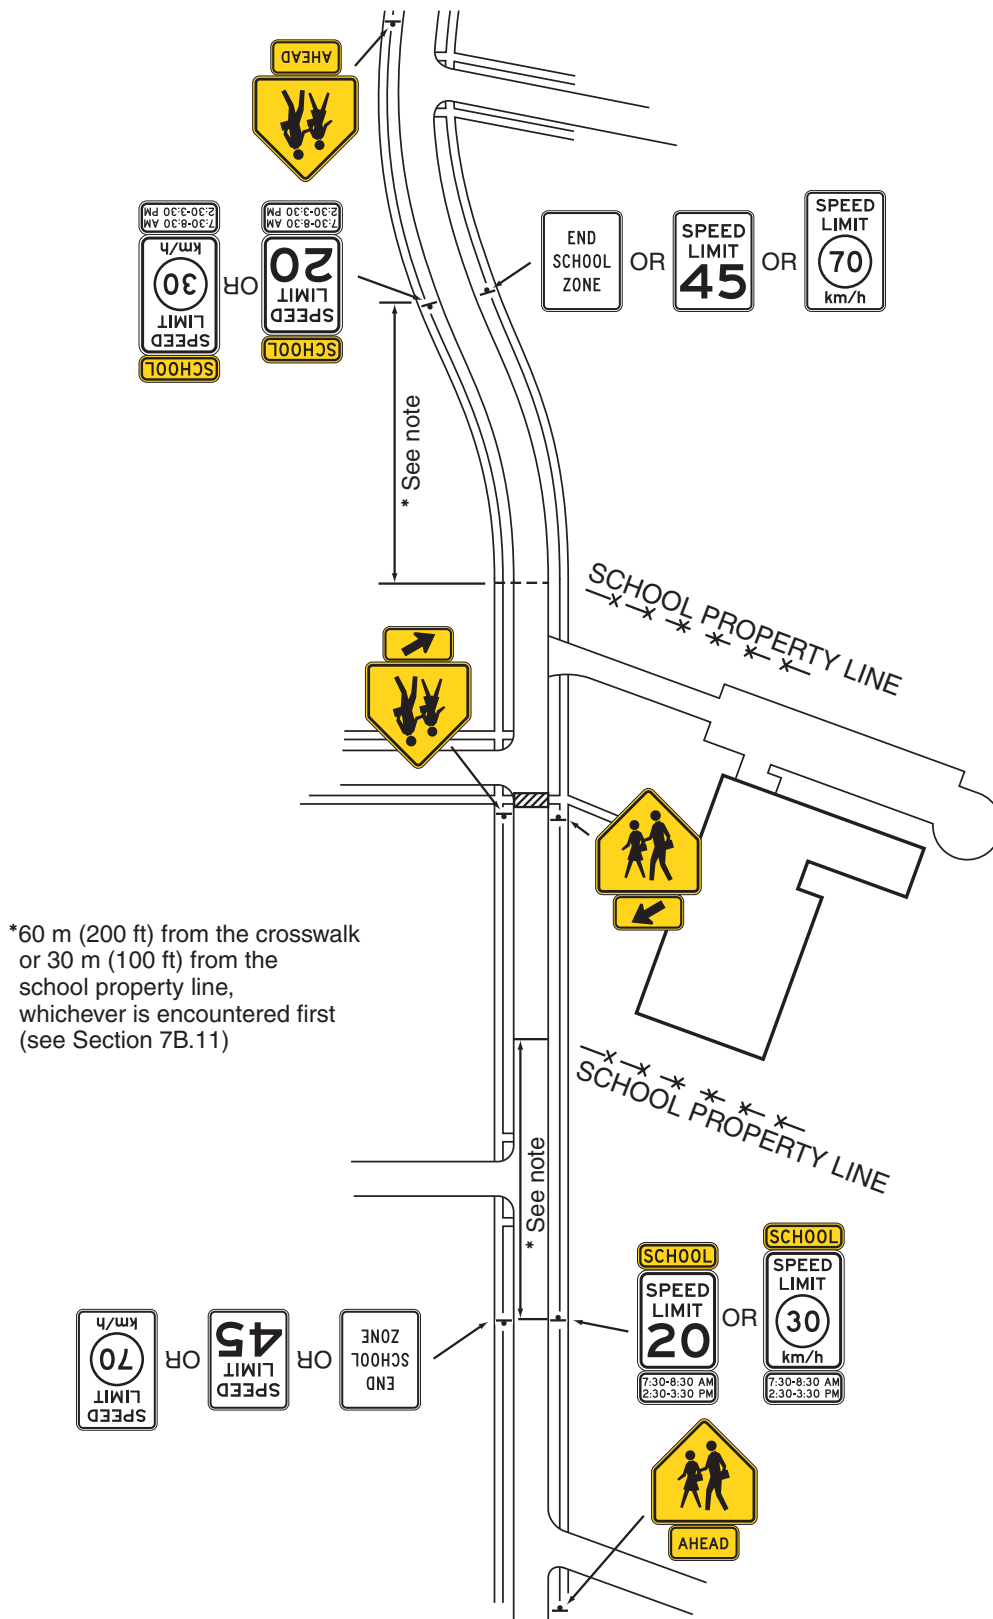 AHEAD
7:30-8:30 AM
2:30-3:30 PM
km/h
30
LIMIT
SPEED
SCHOOL
OR
7:30-8:30 AM
2:30-3:30 PM
20
LIMIT
SPEED
SCHOOL
END
SCHOOL
ZONE
OR
SPEED
LIMIT
45
OR
SPEED
LIMIT
70
km/h
* See note
SCHOOL PROPERTY LINE
*60 m (200 ft) from the crosswalk
or 30 m (100 ft) from the
school property line,
whichever is encountered first
(see Section 7B.11)
SCHOOL PROPERTY LINE
* See note
SCHOOL
SPEED
LIMIT
20
7:30-8:30 AM
2:30-3:30 PM
OR
SCHOOL
SPEED
LIMIT
30
km/h
7:30-8:30 AM
2:30-3:30 PM
km/h
70
LIMIT
SPEED
OR
45
LIMIT
SPEED
OR
END
SCHOOL
ZONE
AHEAD